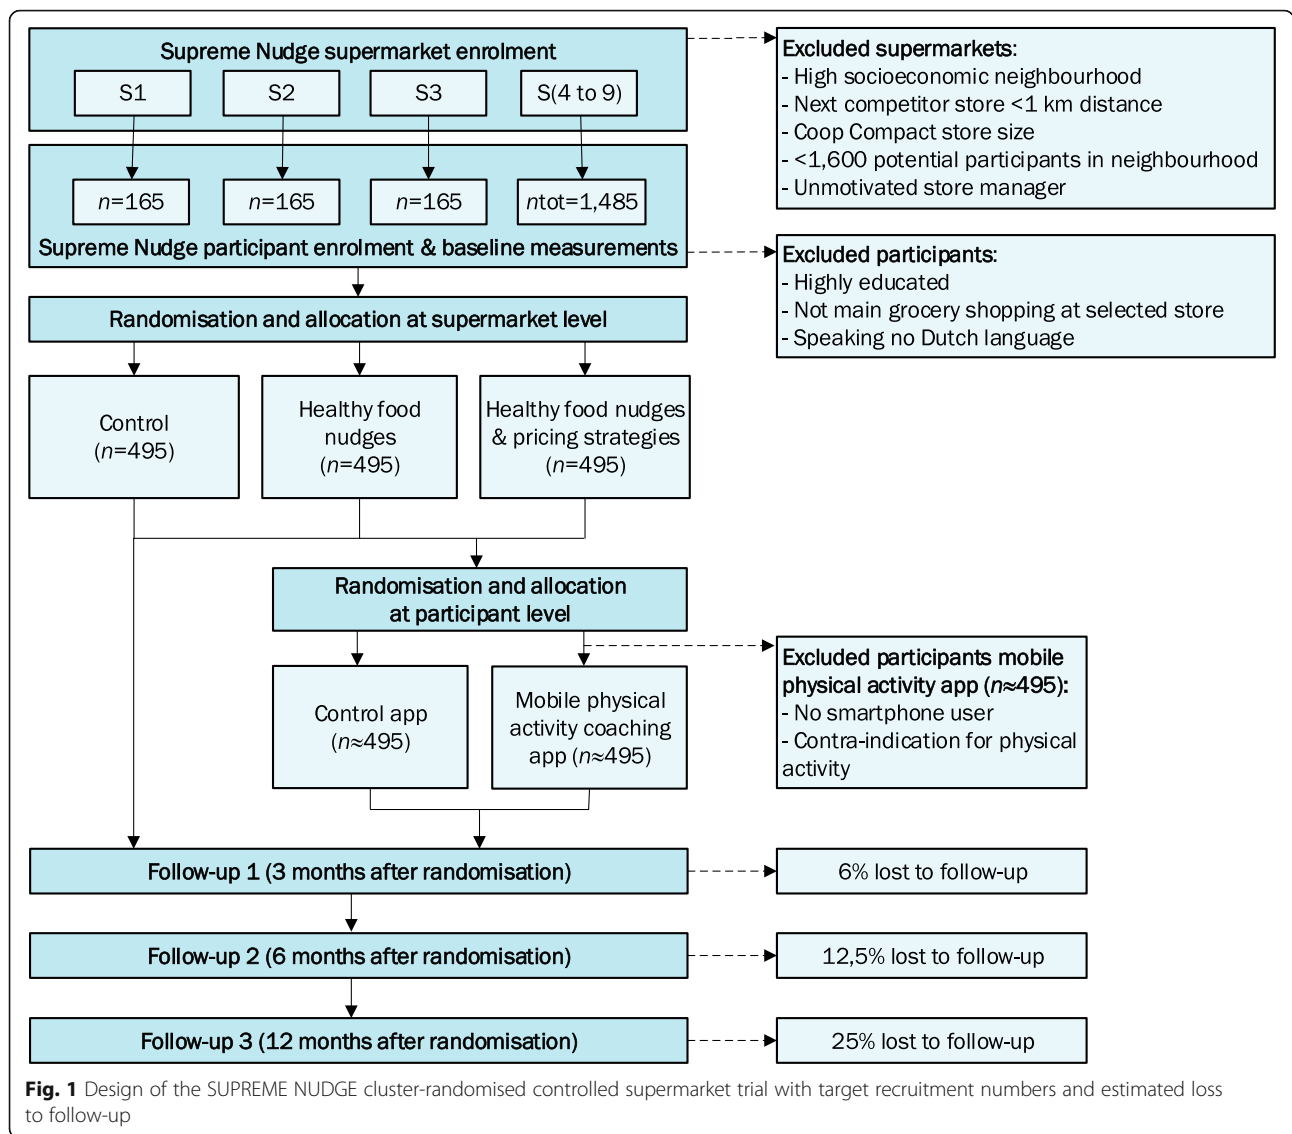 Supreme Nudge supermarket enrolment
S1
S2
S3
S(4 to 9)
n=165
n=165
n=165
ntot=1,485
Supreme Nudge participant enrolment & baseline measurements
Excluded supermarkets:
- High socioeconomic neighbourhood
- Next competitor store <1 km distance
- Coop Compact store size
- <1,600 potential participants in neighbourhood
- Unmotivated store manager
Excluded participants:
- Highly educated
- Not main grocery shopping at selected store
- Speaking no Dutch language
Randomisation and allocation at supermarket level
Control
(n=495)
Healthy food
nudges
(n=495)
Healthy food nudges
& pricing strategies
(n=495)
Randomisation and allocation
at participant level
Control app
(n≈495)
Mobile physical
activity coaching
app (n≈495)
Excluded participants mobile
physical activity app (n≈495):
- No smartphone user
- Contra-indication for physical
activity
Follow-up 1 (3 months after randomisation)
6% lost to follow-up
Follow-up 2 (6 months after randomisation)
12,5% lost to follow-up
Follow-up 3 (12 months after randomisation)
25% lost to follow-up
Fig. 1 Design of the SUPREME NUDGE cluster-randomised controlled supermarket trial with target recruitment numbers and estimated loss
to follow-up